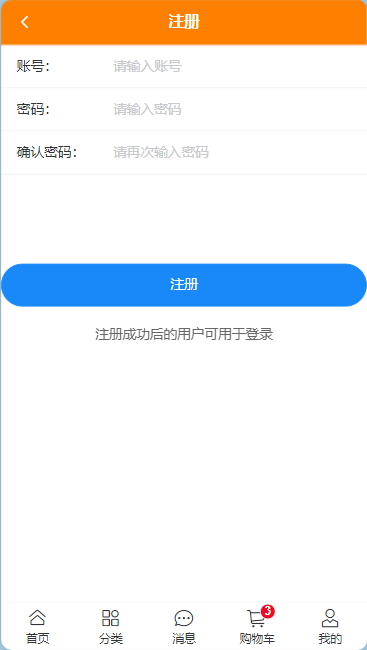 注册
账号： 请输入账号
密码： 请输入密码
确认密码： 请再次输入密码
注册
注册成功后的用户可用于登录
3
首页 分类 消息 购物车 我的